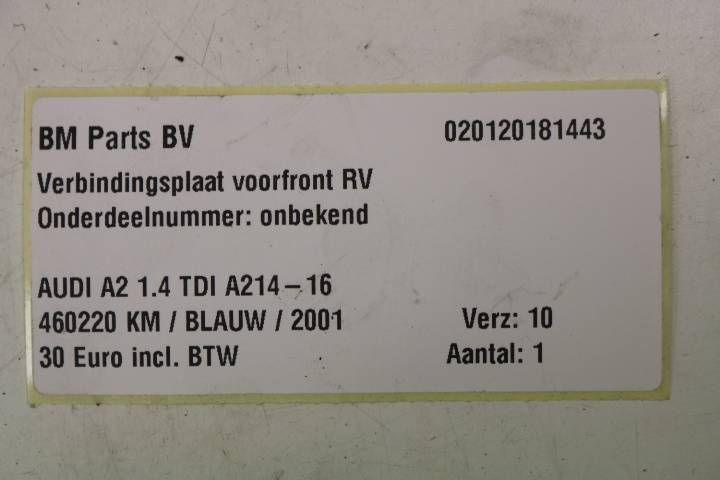 BM Parts BV 020120181443
Verbindingsplaat voorfront RV
Onderdeelnummer: onbekend
AUDI A2 1.4 TDI A214-16
460220 KM / BLAUW / 2001 Verz: 10
30 Euro incl. BTW Aantal: 1